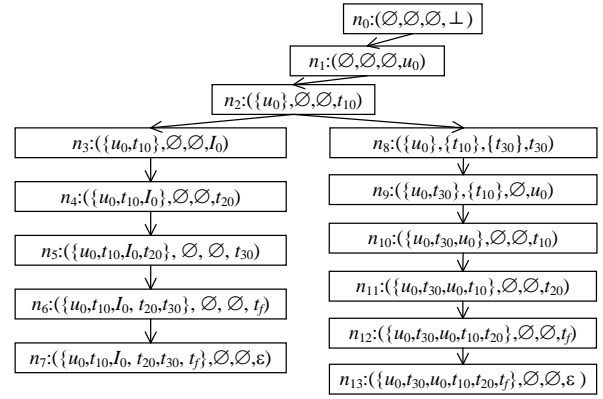 n0:(∅,∅,∅,⊥)
n1:(∅,∅,∅,u0)
n2:({u0},∅,∅,t10)
n3:({u0,t10},∅,∅,I0)
n4:({u0,t10,I0},∅,∅,t20)
n5:({u0,t10,I0,t20}, ∅, ∅, t30)
n6:({u0,t10,I0, t20,t30}, ∅, ∅, tf)
n7:({u0,t10,I0, t20,t30, tf},∅,∅,ε)
n8:({u0},{t10},{t30},t30)
n9:({u0,t30},{t10},∅,u0)
n10:({u0,t30,u0},∅,∅,t10)
n11:({u0,t30,u0,t10},∅,∅,t20)
n12:({u0,t30,u0,t10,t20},∅,∅,tf)
n13:({u0,t30,u0,t10,t20,tf},∅,∅,ε )